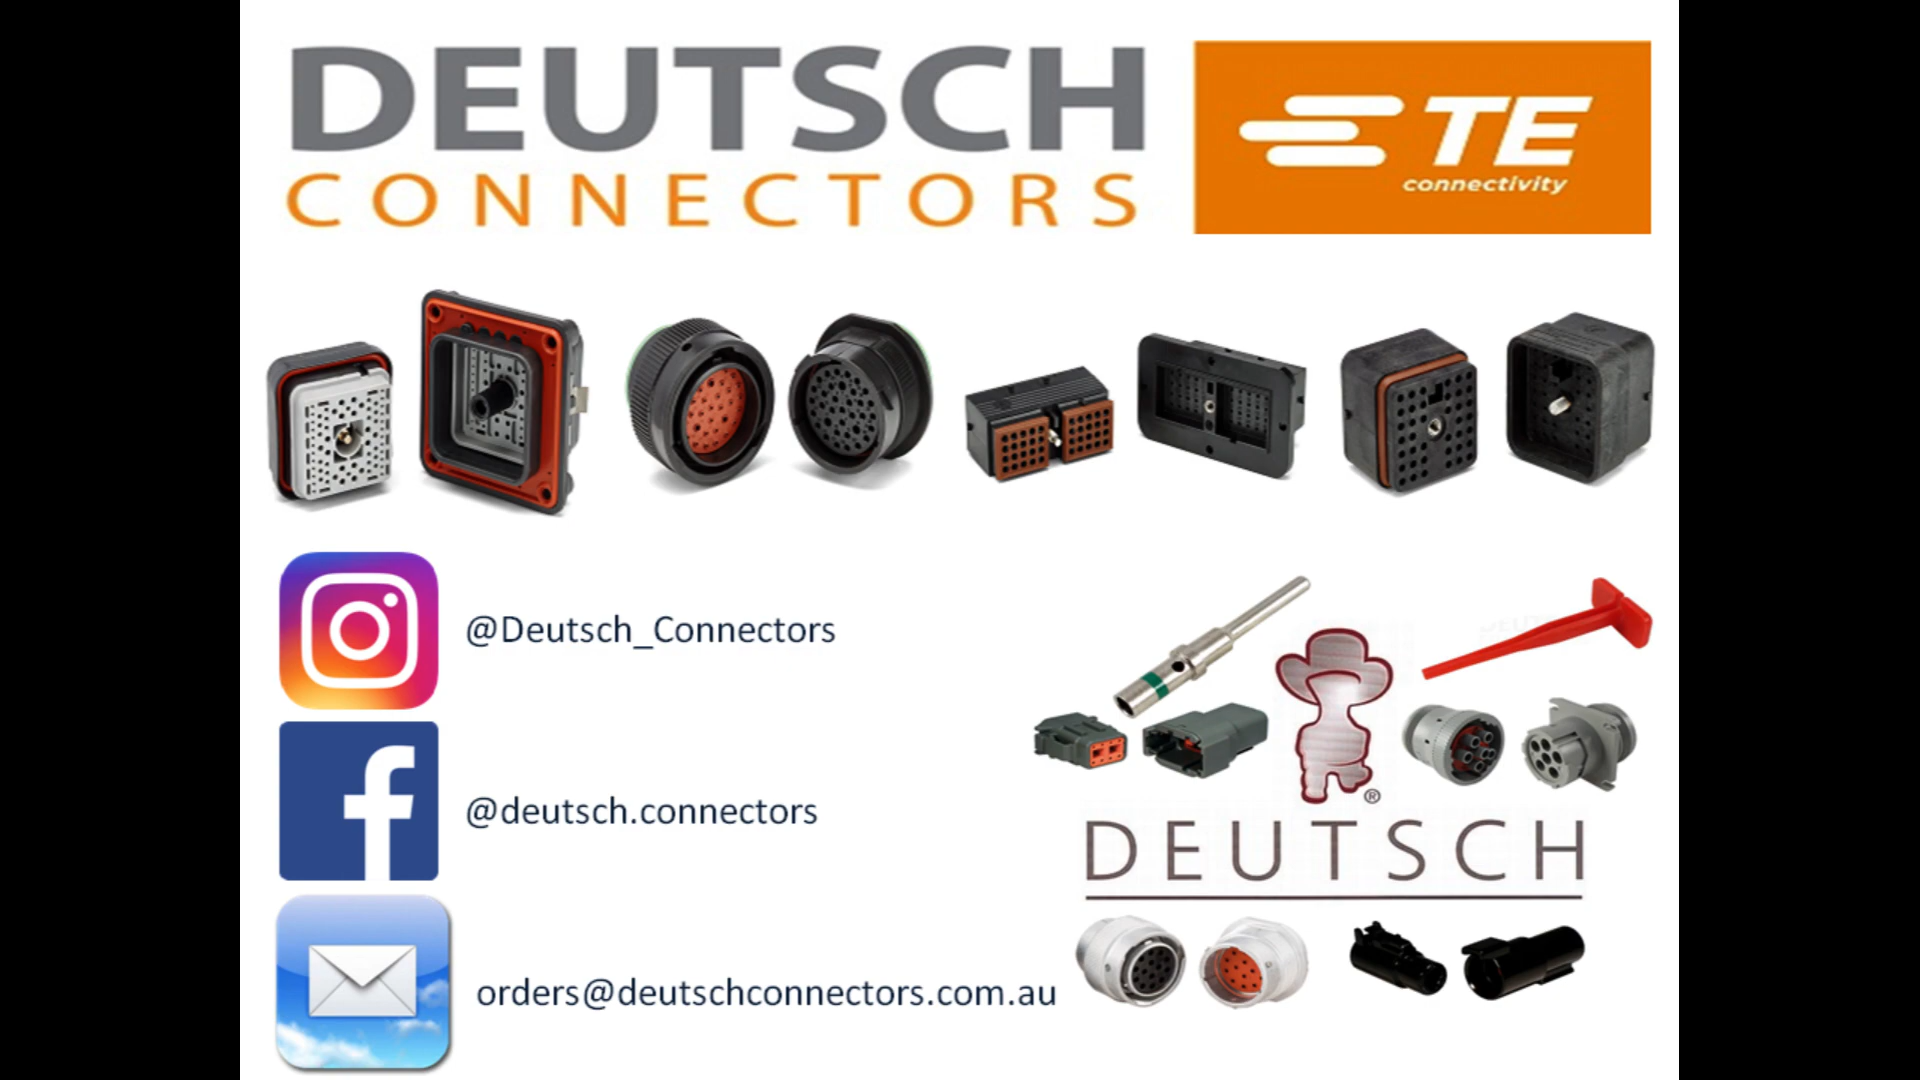 DEUTSCH
CONNECTORS
TE
connectivity
@Deutsch_Connectors
@deutsch.connectors
orders@deutschconnectors.com.au
®
DEUTSCH